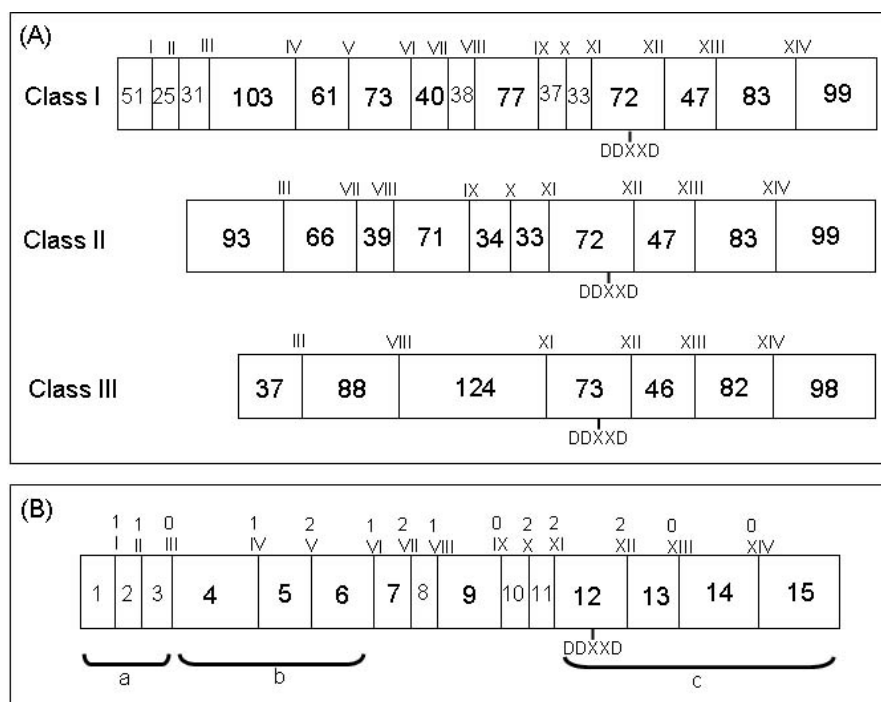 (A)
I II III IV V VI VII VIII IX X XI XII XIII XIV
Class I 51 25 31 103 61 73 40 38 77 37 33 72 47 83 99
DDXXD
III VII VIII IX X XI XII XIII XIV
Class II 93 66 39 71 34 33 72 47 83 99
DDXXD
III VIII XI XII XIII XIV
Class III 37 88 124 73 46 82 98
DDXXD
(B)
1 1 0 1 2 1 2 1 0 2 2 2 0 0
I II III IV V VI VII VIII IX X XI XII XIII XIV
1 2 3 4 5 6 7 8 9 10 11 12 13 14 15
DDXXD
a b c